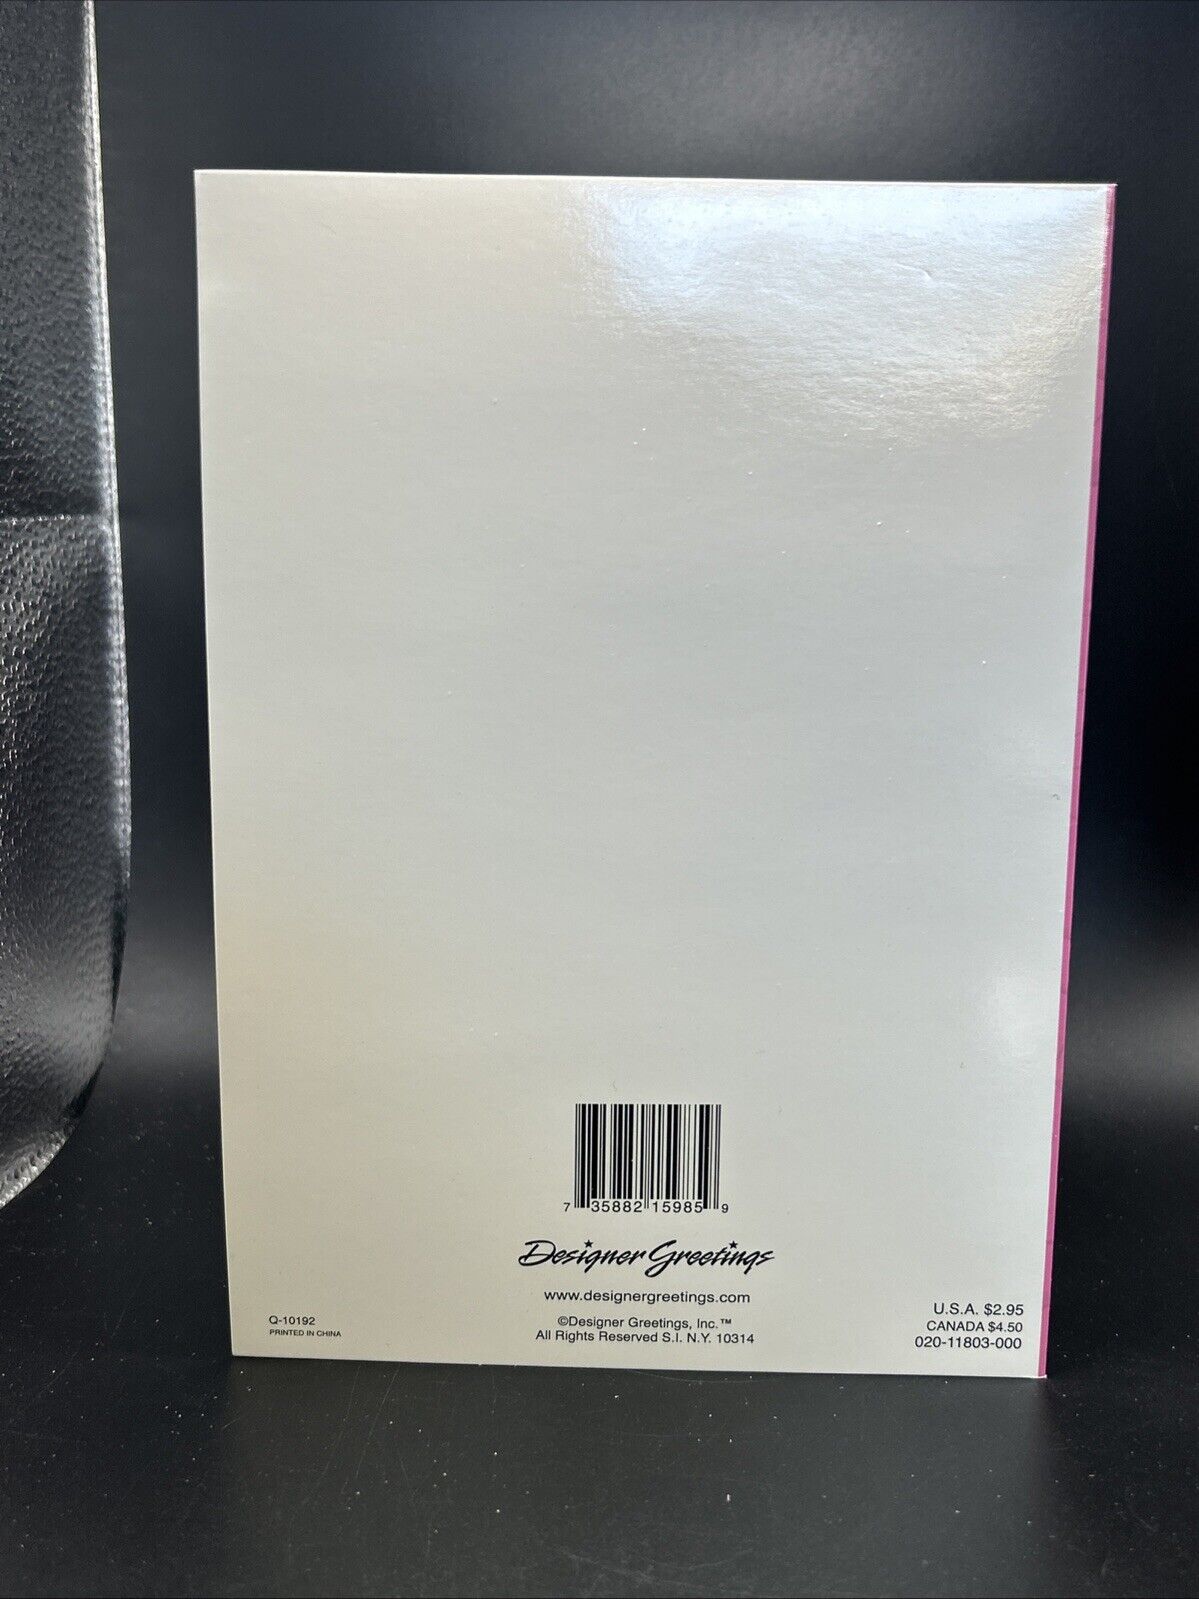 7 35882 15985 9
Designer Greetings
www.designergreetings.com
©Designer Greetings, Inc.™
All Rights Reserved S.I. N.Y. 10314
Q-10192
PRINTED IN CHINA
U.S.A. $2.95
CANADA $4.50
020-11803-000